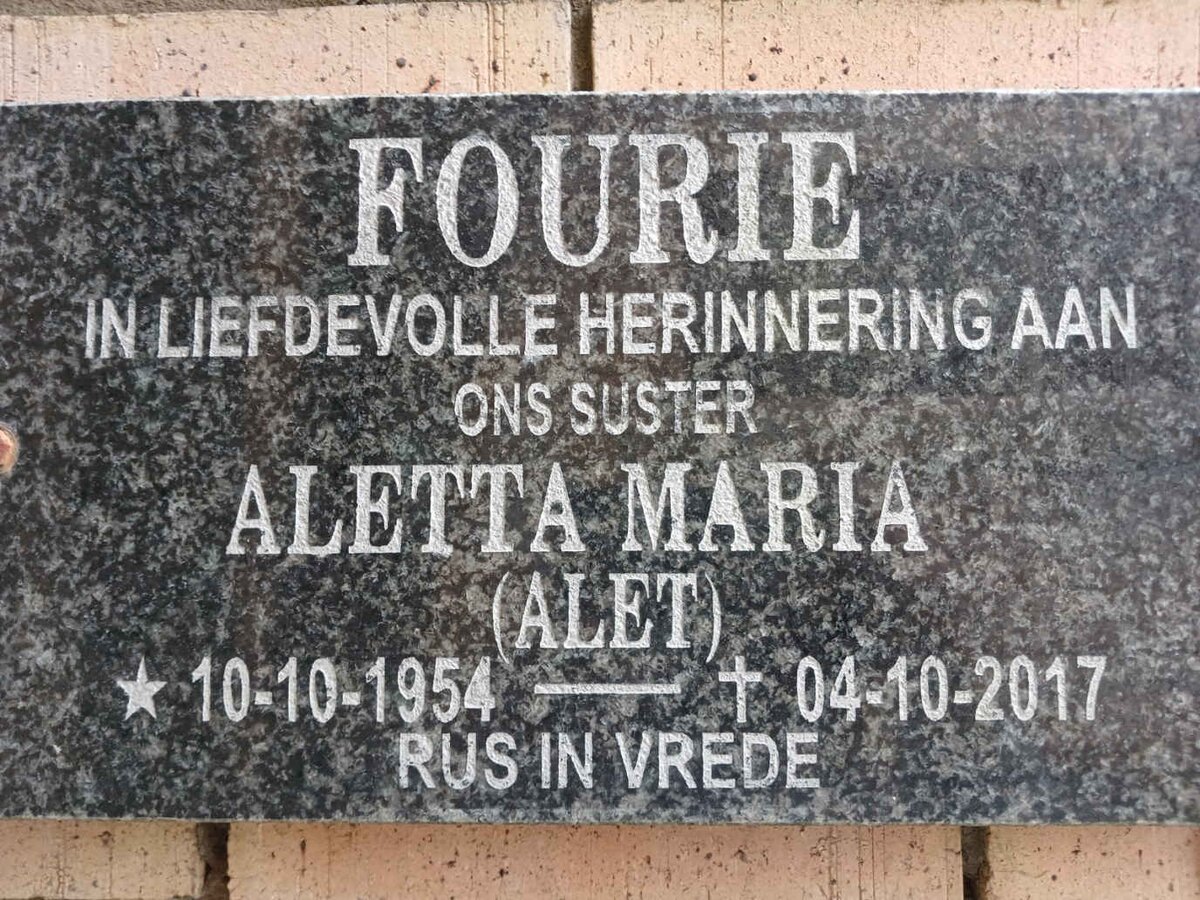 FOURIE
IN LIEFDEVOLLE HERINNERING AAN
ONS SUSTER
ALETTA MARIA
(ALET)
★ 10-10-1954 — ✝ 04-10-2017
RUS IN VREDE